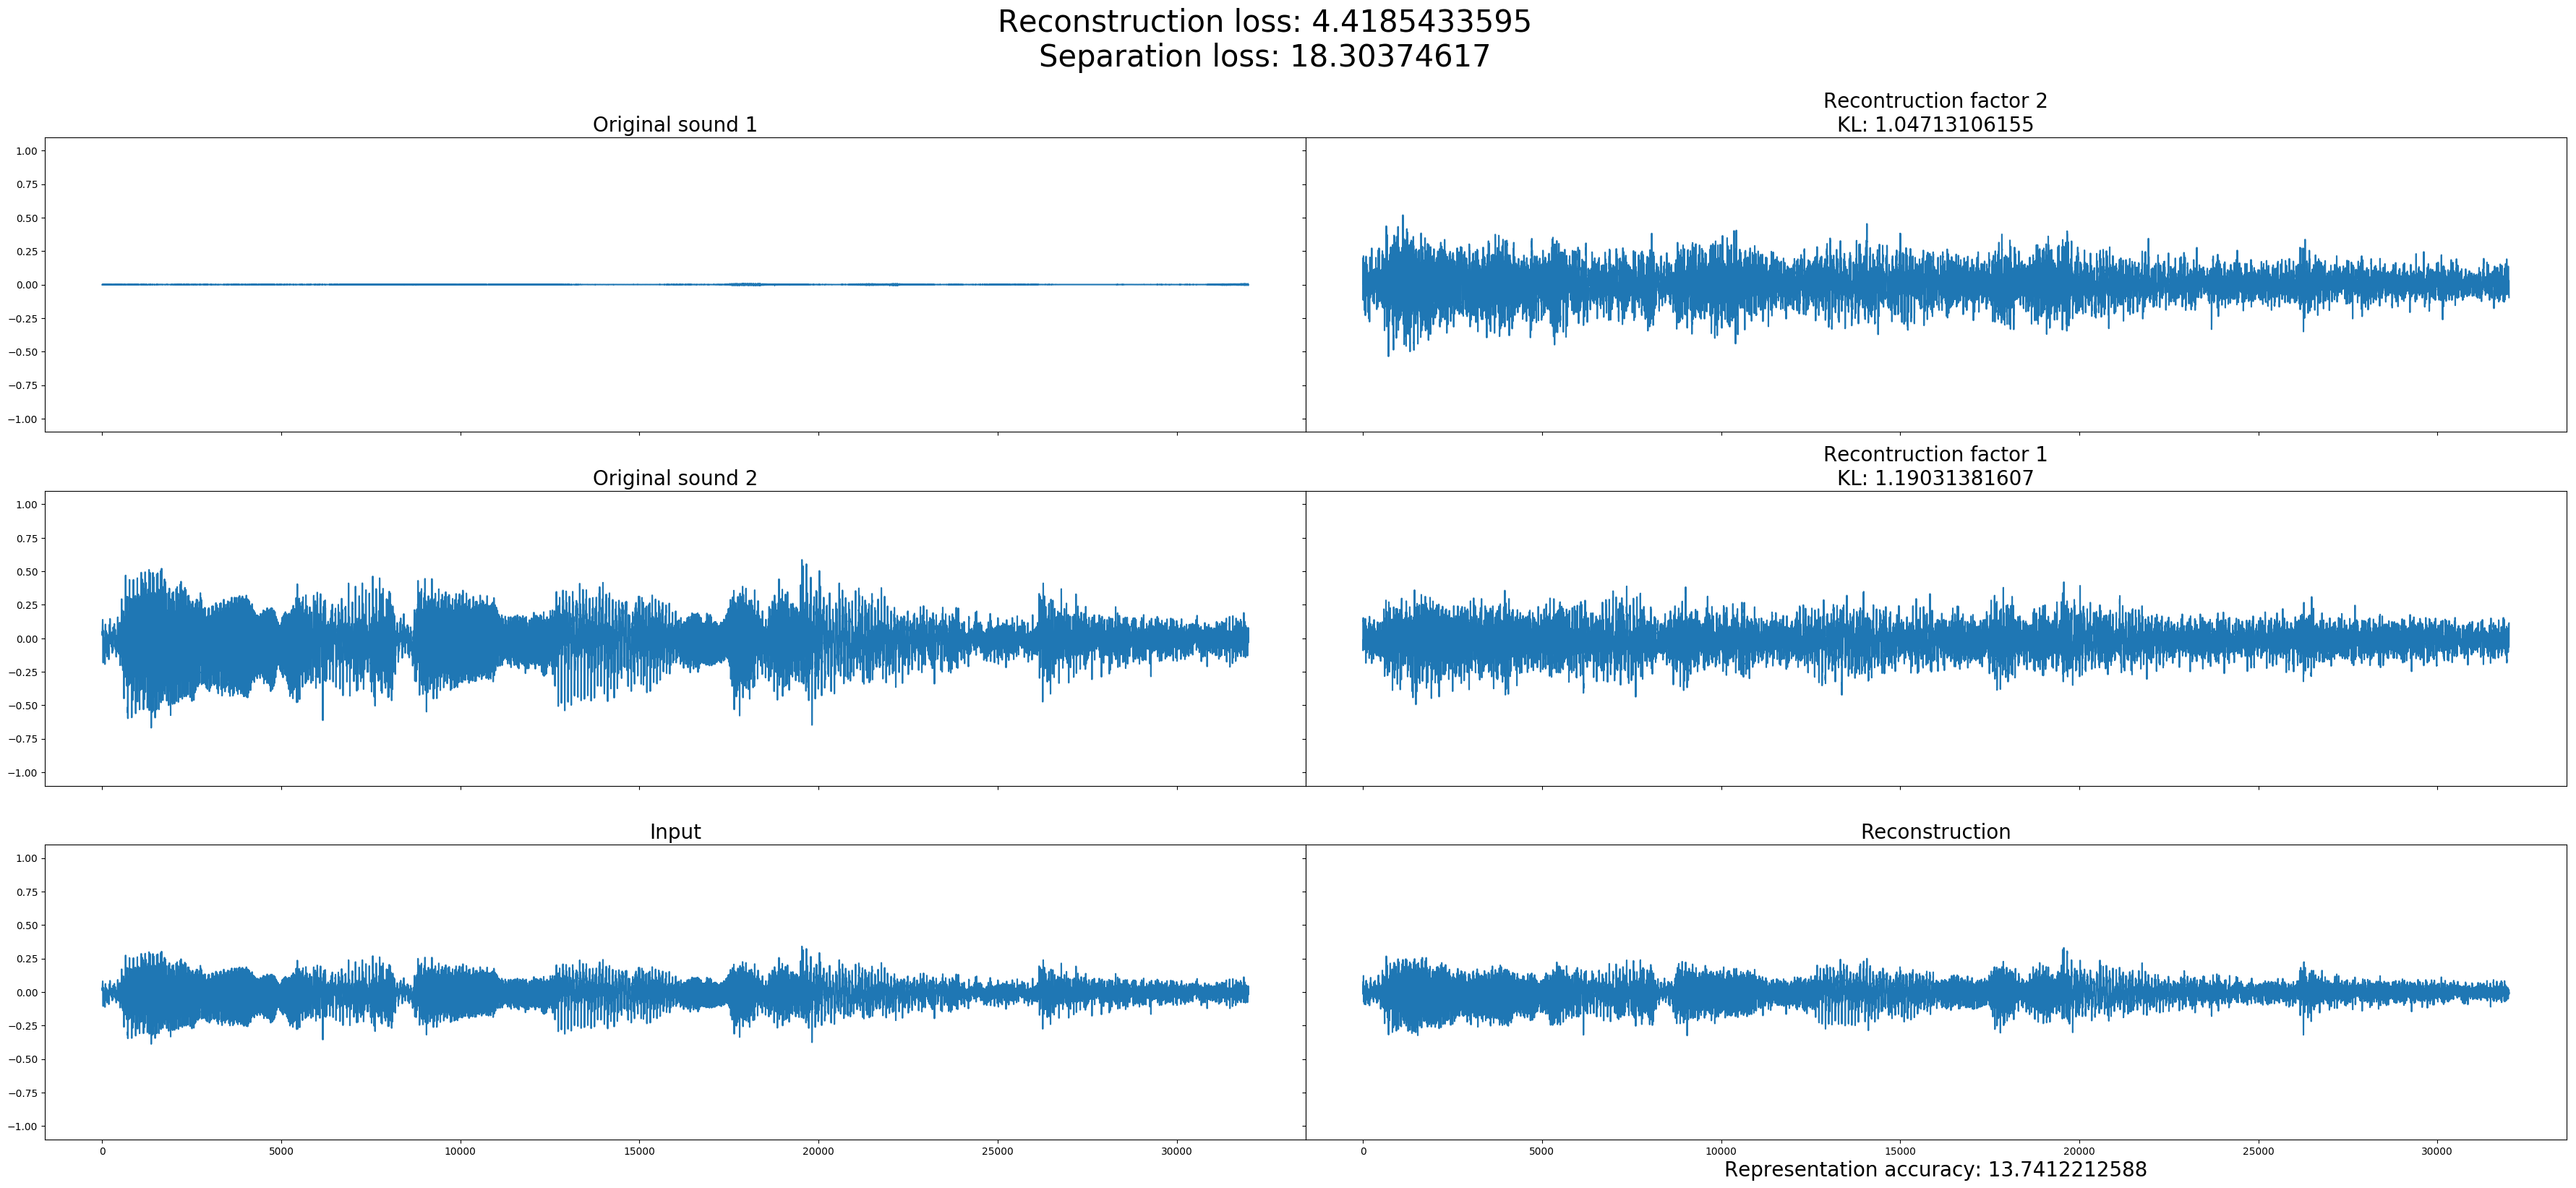 Reconstruction loss: 4.4185433595
Separation loss: 18.30374617
Original sound 1
Recontruction factor 2
KL: 1.04713106155
1.00
0.75
0.50
0.25
0.00
−0.25
−0.50
−0.75
−1.00
Original sound 2
Recontruction factor 1
KL: 1.19031381607
1.00
0.75
0.50
0.25
0.00
−0.25
−0.50
−0.75
−1.00
Input
Reconstruction
1.00
0.75
0.50
0.25
0.00
−0.25
−0.50
−0.75
−1.00
0 5000 10000 15000 20000 25000 30000
0 5000 10000 15000 20000 25000 30000
Representation accuracy: 13.7412212588